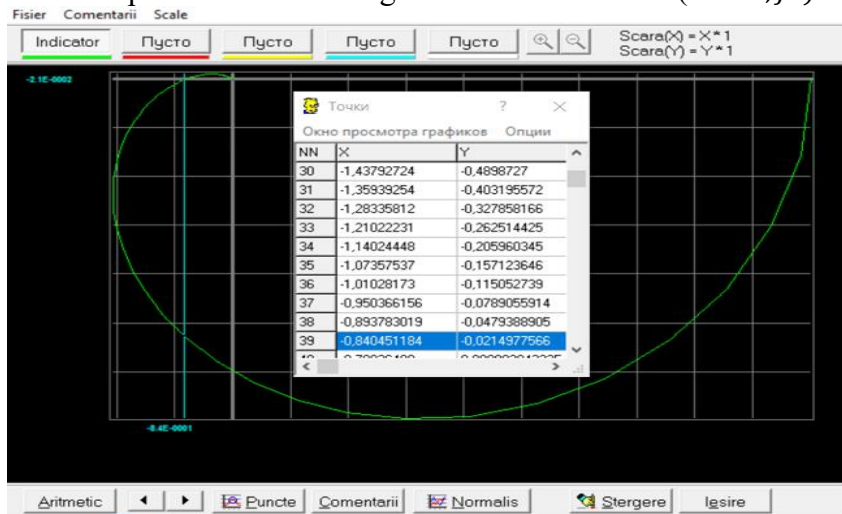 Fisier Comentarii Scale
Indicator Пусто Пусто Пусто Пусто Scara(X) = X*1
Scara(Y) = Y*1
-2.1E-0002
Точки ? ×
Окно просмотра графиков Опции
NN X Y
30 -1,43792724 -0,4898727
31 -1,35939254 -0,403195572
32 -1,28335812 -0,327858166
33 -1,21022231 -0,262514425
34 -1,14024448 -0,205960345
35 -1,07357537 -0,157123646
36 -1,01028173 -0,115052739
37 -0,950366156 -0,0789055914
38 -0,893783019 -0,0479388905
39 -0,840451184 -0,0214977566
-8.4E-0001
Aritmetic Puncte Comentarii Normalis Stergere Iesire